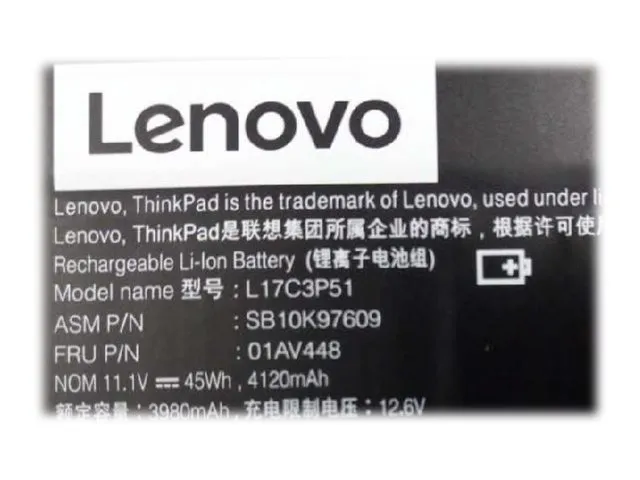 Lenovo
Lenovo, ThinkPad is the trademark of Lenovo, used under li
Lenovo, ThinkPad是联想集团所属企业的商标，根据许可使用
Rechargeable Li-Ion Battery (锂离子电池组)
Model name 型号 : L17C3P51
ASM P/N : SB10K97609
FRU P/N : 01AV448
NOM 11.1V ⎓ 45Wh, 4120mAh
额定容量: 3980mAh, 充电限制电压: 12.6V